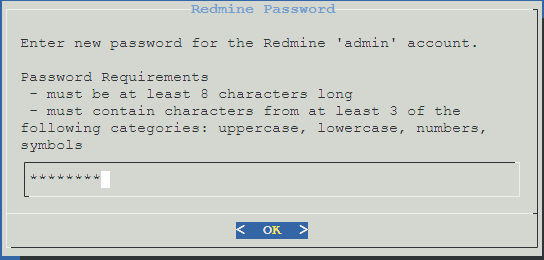 Redmine Password
Enter new password for the Redmine 'admin' account.
Password Requirements
- must be at least 8 characters long
- must contain characters from at least 3 of the
following categories: uppercase, lowercase, numbers,
symbols
********
< OK >